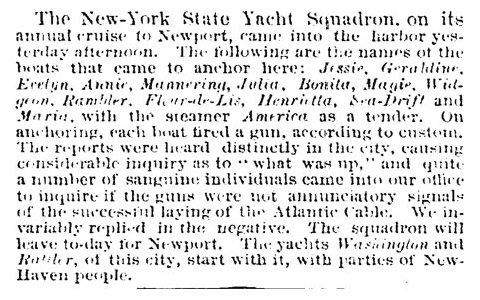 The New-York State Yacht Squadron, on its
annual cruise to Newport, came into the harbor yes-
terday afternoon. The following are the names of the
boats that came to anchor here: Jessie, Geraldine,
Evelyn, Annie, Mannering, Julia, Bonita, Magie, Wid-
geon, Rambler, Fleur-de-Lis, Henrietta, Sea-Drift and
Maria, with the steamer America as a tender. On
anchoring, each boat fired a gun, according to custom.
The reports were heard distinctly in the city, causing
considerable inquiry as to "what was up," and quite
a number of sanguine individuals came into our office
to inquire if the guns were not annunciatory signals
of the successful laying of the Atlantic Cable. We in-
variably replied in the negative. The squadron will
leave to-day for Newport. The yachts Washington and
of this city, start with it, with parties of New-
Haven people.